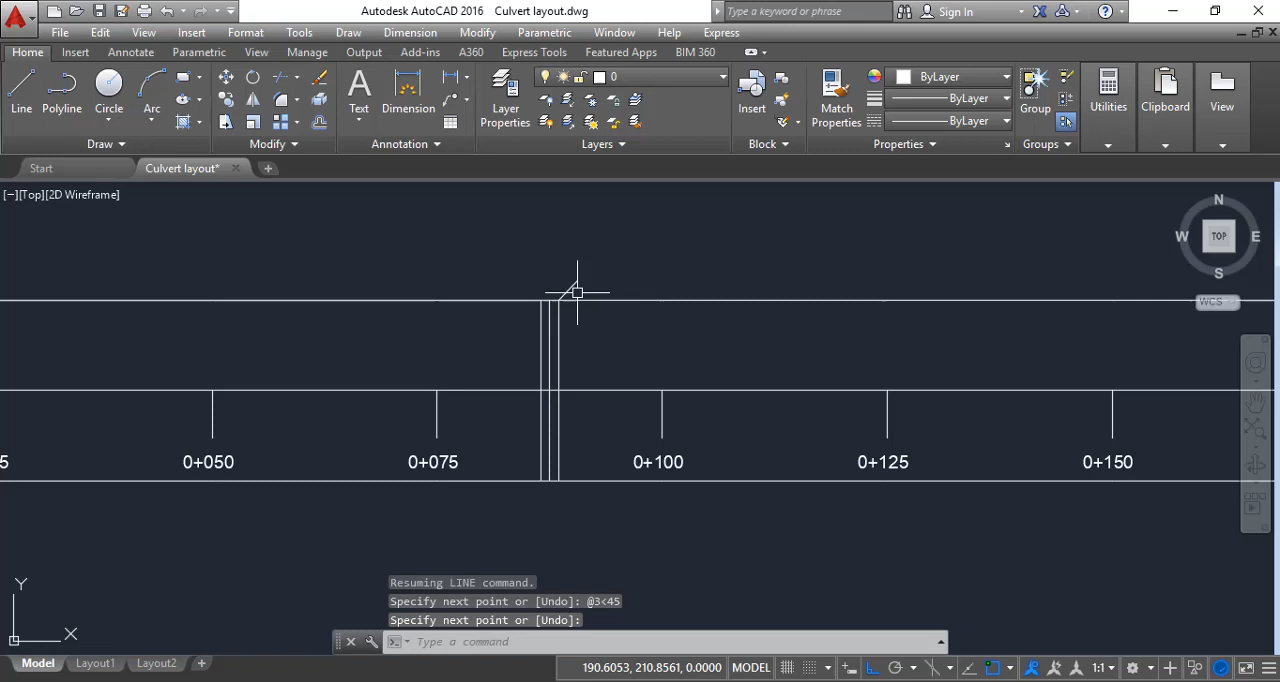 Autodesk AutoCAD 2016 Culvert layout.dwg Type a keyword or phrase Sign In
File Edit View Insert Format Tools Draw Dimension Modify Parametric Window Help Express
Home Insert Annotate Parametric View Manage Output Add-ins A360 Express Tools Featured Apps BIM 360
0 ByLayer
ByLayer
ByLayer
Line Polyline Circle Arc Text Dimension Layer Properties Insert Match Properties Group Utilities Clipboard View
Draw Modify Annotation Layers Block Properties Groups
Start Culvert layout*
[−][Top][2D Wireframe]
N
W TOP E
S
WCS
5 0+050 0+075 0+100 0+125 0+150
Resuming LINE command.
Specify next point or [Undo]: @3<45
Specify next point or [Undo]:
Y
X
Type a command
Model Layout1 Layout2 190.6053, 210.8561, 0.0000 MODEL 1:1